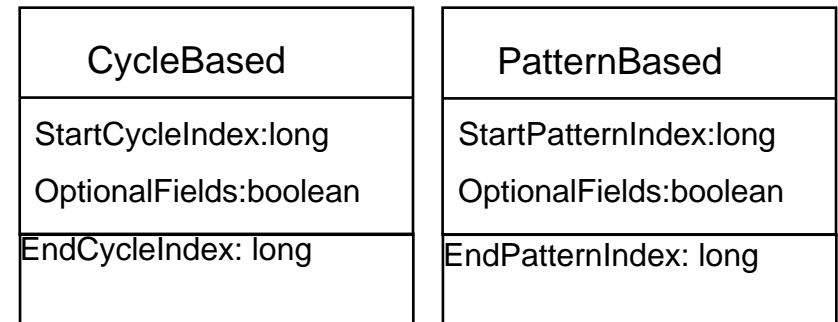 CycleBased
StartCycleIndex:long
OptionalFields:boolean
EndCycleIndex: long
PatternBased
StartPatternIndex:long
OptionalFields:boolean
EndPatternIndex: long